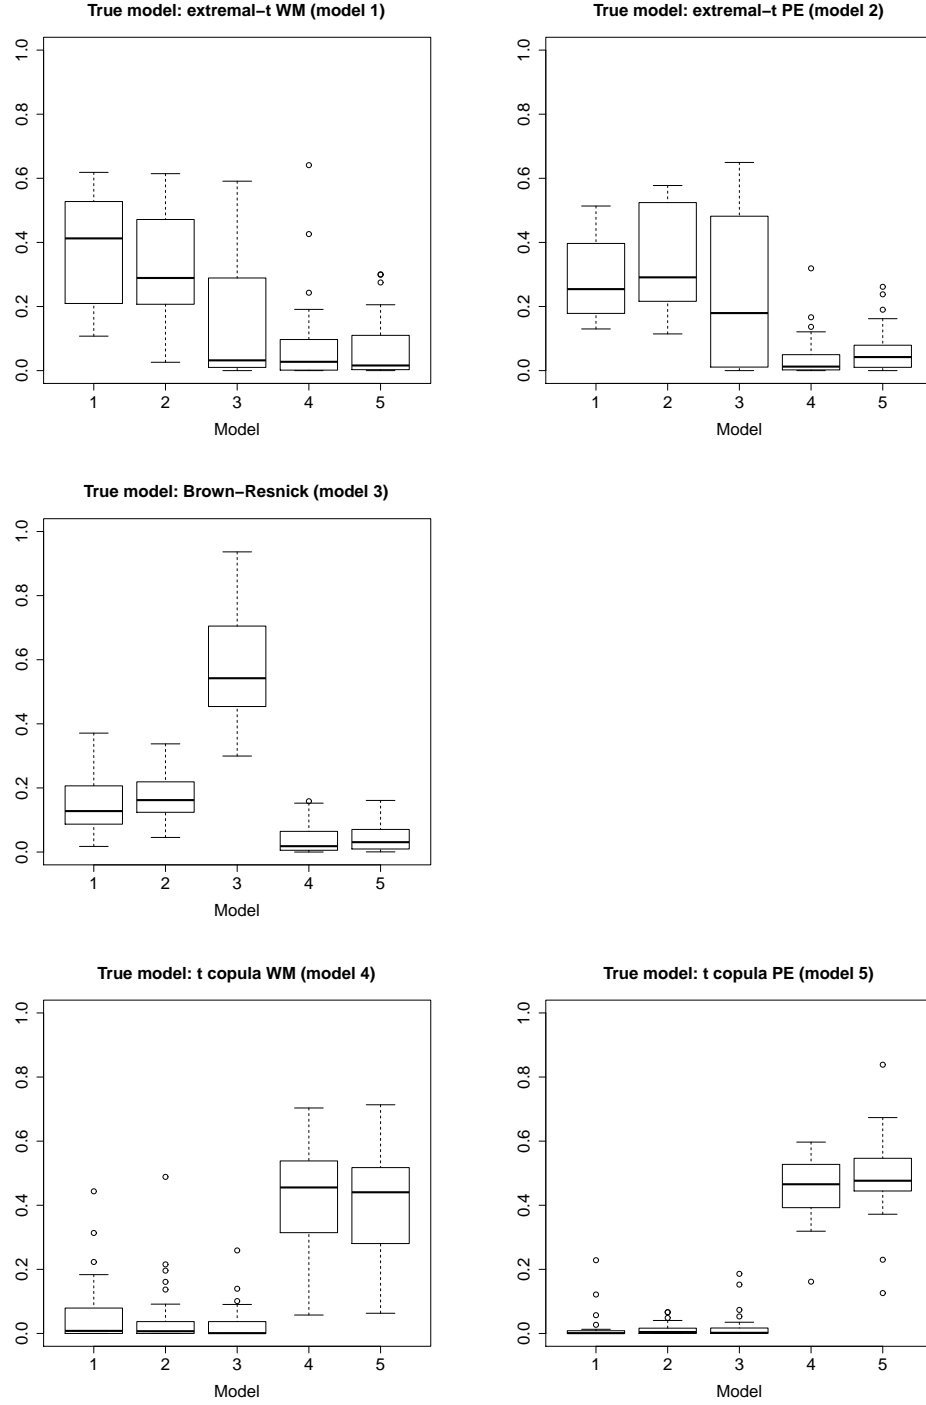 True model: extremal−t WM (model 1)
1.0
0.8
0.6
0.4
0.2
0.0
1 2 3 4 5
Model
True model: extremal−t PE (model 2)
1.0
0.8
0.6
0.4
0.2
0.0
1 2 3 4 5
Model
True model: Brown−Resnick (model 3)
1.0
0.8
0.6
0.4
0.2
0.0
1 2 3 4 5
Model
True model: t copula WM (model 4)
1.0
0.8
0.6
0.4
0.2
0.0
1 2 3 4 5
Model
True model: t copula PE (model 5)
1.0
0.8
0.6
0.4
0.2
0.0
1 2 3 4 5
Model